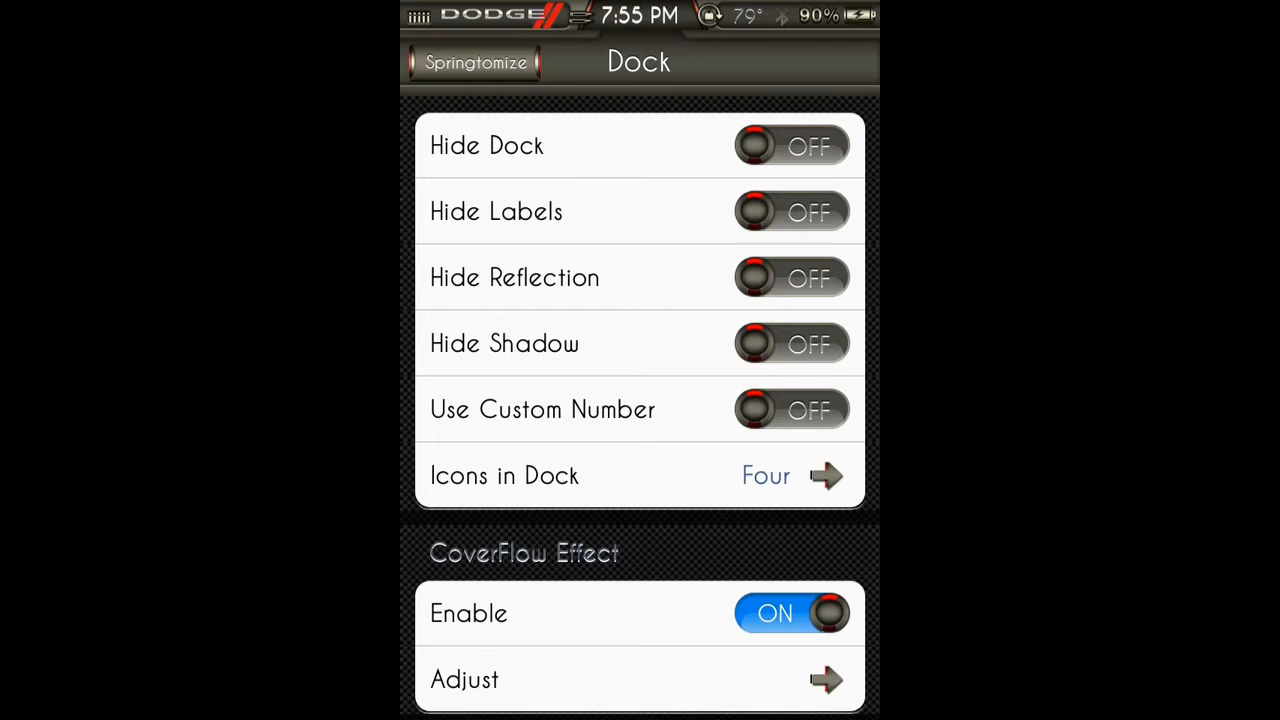 DODGE 7:55 PM 79° 90%
Springtomize Dock
Hide Dock OFF
Hide Labels OFF
Hide Reflection OFF
Hide Shadow OFF
Use Custom Number OFF
Icons in Dock Four
CoverFlow Effect
Enable ON
Adjust